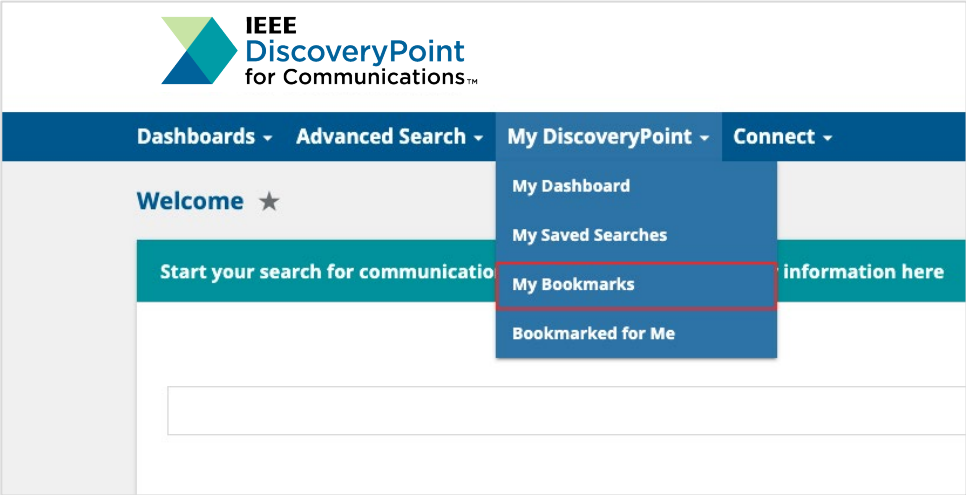 IEEE
DiscoveryPoint
for Communications™
Dashboards Advanced Search My DiscoveryPoint Connect
My Dashboard
Welcome
My Saved Searches
Start your search for information here
My Bookmarks
Bookmarked for Me